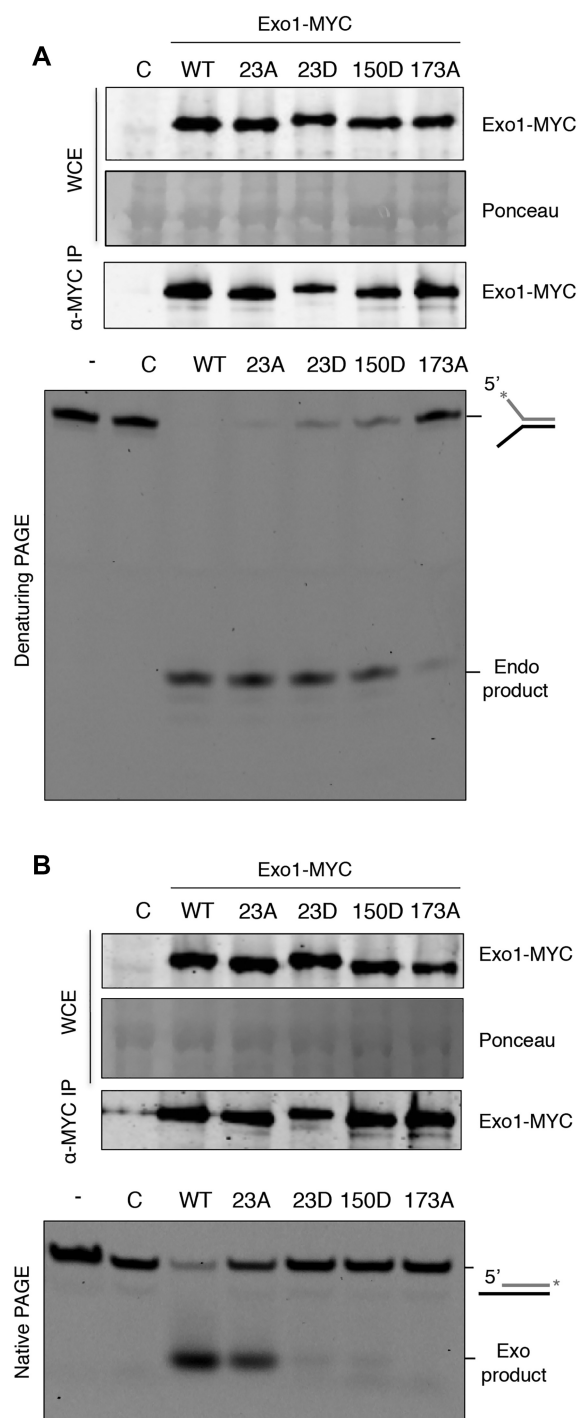 Exo1-MYC
A
C WT 23A 23D 150D 173A
WCE
Exo1-MYC
Ponceau
α-MYC IP
Exo1-MYC
- C WT 23A 23D 150D 173A
5’
*
Denaturing PAGE
Endo
product
B
Exo1-MYC
C WT 23A 23D 150D 173A
WCE
Exo1-MYC
Ponceau
α-MYC IP
Exo1-MYC
- C WT 23A 23D 150D 173A
Native PAGE
5’ *
Exo
product